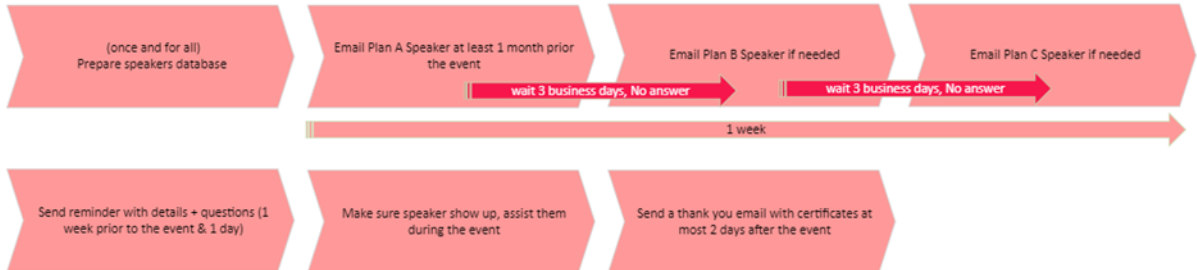 (once and for all)
Prepare speakers database
Email Plan A Speaker at least 1 month prior
the event
Email Plan B Speaker if needed
Email Plan C Speaker if needed
wait 3 business days, No answer
wait 3 business days, No answer
1 week
Send reminder with details + questions (1
week prior to the event & 1 day)
Make sure speaker show up, assist them
during the event
Send a thank you email with certificates at
most 2 days after the event